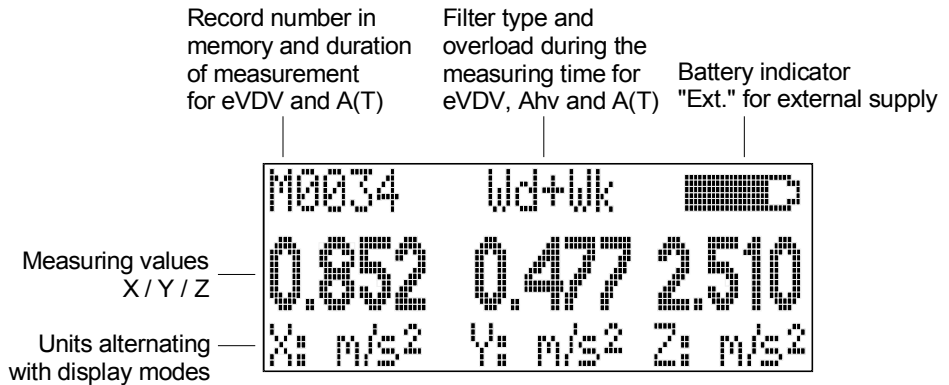 Record number in
memory and duration
of measurement
for eVDV and A(T)
Filter type and
overload during the
measuring time for
eVDV, Ahv and A(T)
Battery indicator
"Ext." for external supply
M0034 Wd+Wk
0.852 0.477 2.510
X: m/s² Y: m/s² Z: m/s²
Measuring values
X / Y / Z
Units alternating
with display modes